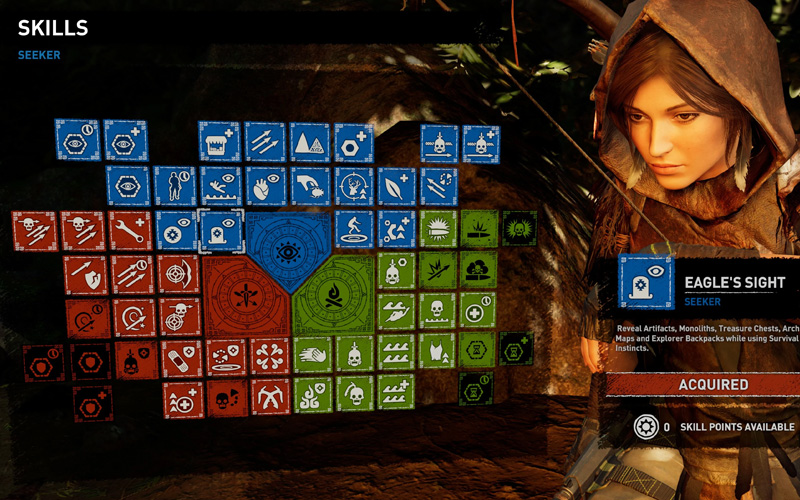 SKILLS
SEEKER
EAGLE'S SIGHT
SEEKER
Reveal Artifacts, Monoliths, Treasure Chests, Arch
Maps and Explorer Backpacks while using Survival
Instincts.
ACQUIRED
0 SKILL POINTS AVAILABLE